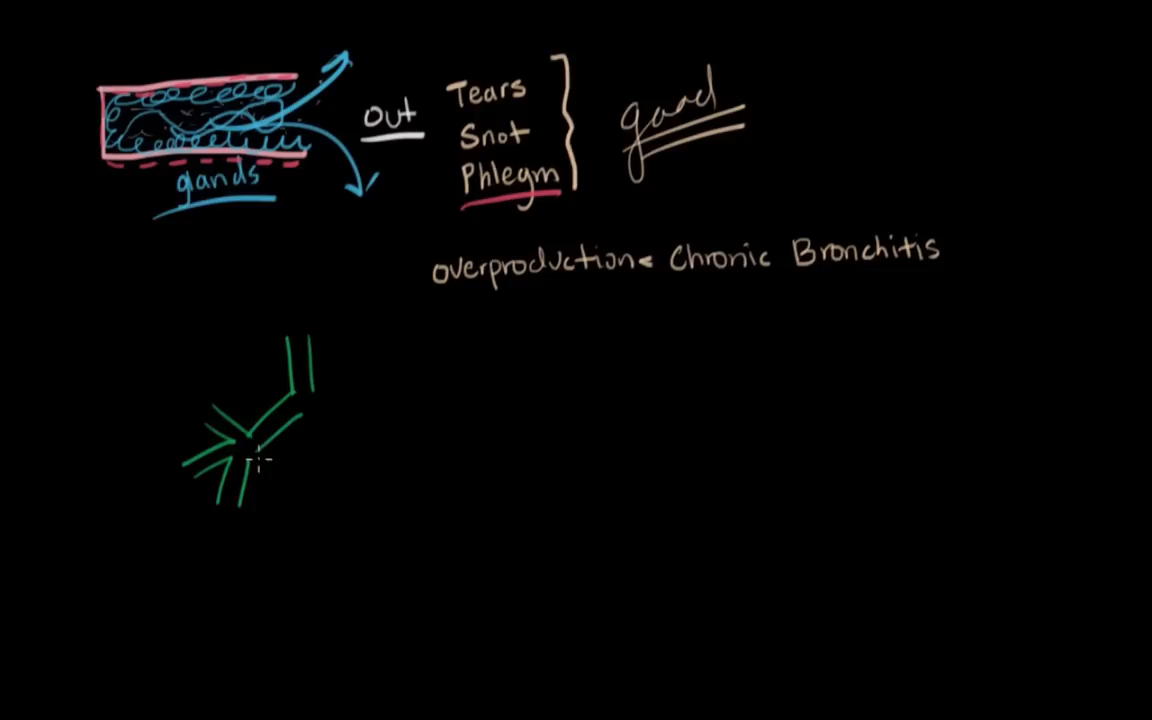 Out
Tears
Snot
Phlegm
good
glands
overproduction = Chronic Bronchitis